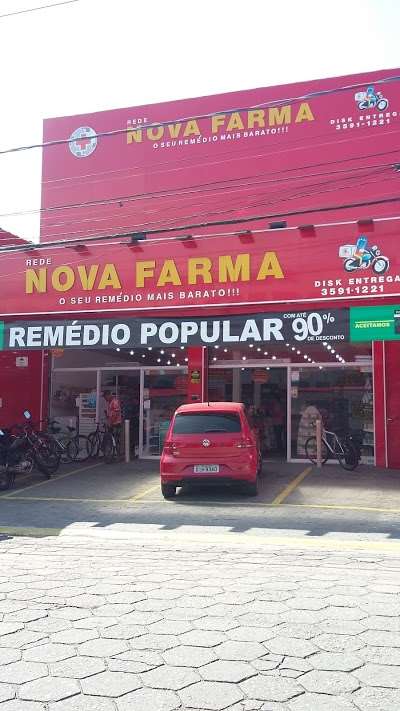 REDE
NOVA FARMA
O SEU REMÉDIO MAIS BARATO!!!
DISK ENTREGA
3591-1221
REDE
NOVA FARMA
O SEU REMÉDIO MAIS BARATO!!!
DISK ENTREGA
3591-1221
REMÉDIO POPULAR COM ATÉ 90% DE DESCONTO
ACEITAMOS